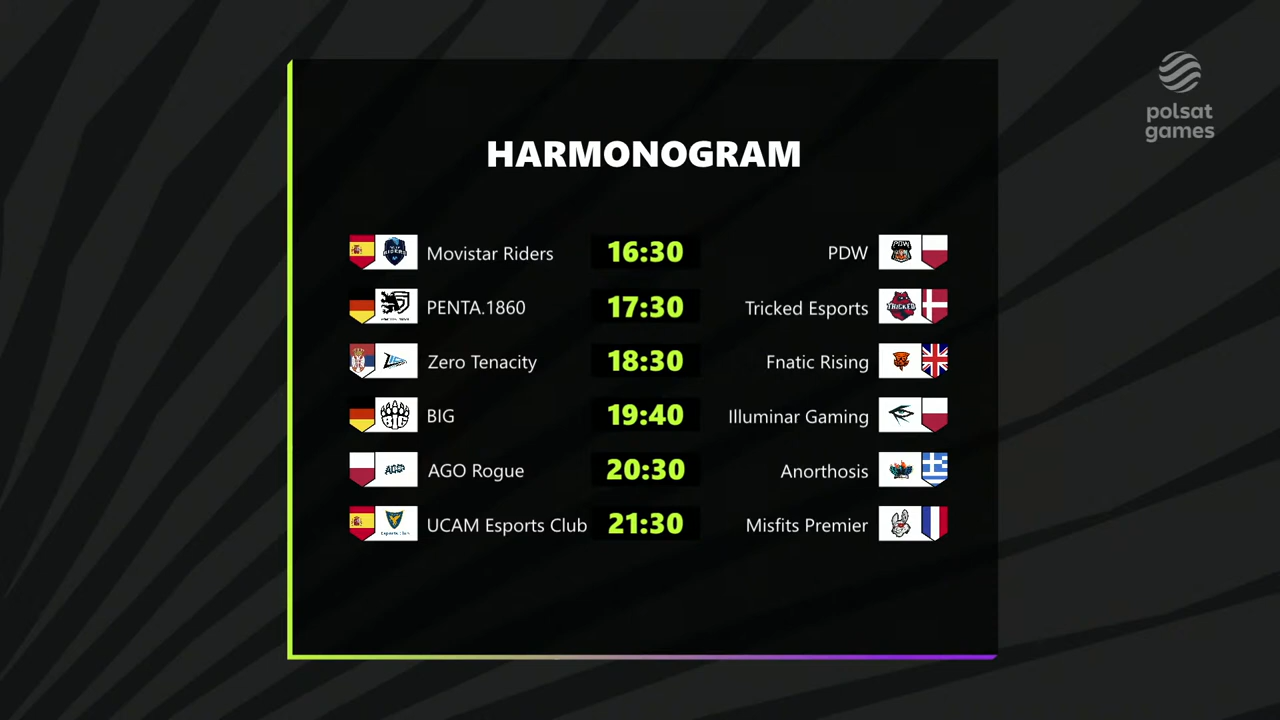 polsat
games
HARMONOGRAM
Movistar Riders 16:30 PDW
PENTA.1860 17:30 Tricked Esports
Zero Tenacity 18:30 Fnatic Rising
BIG 19:40 Illuminar Gaming
AGO Rogue 20:30 Anorthosis
UCAM Esports Club 21:30 Misfits Premier